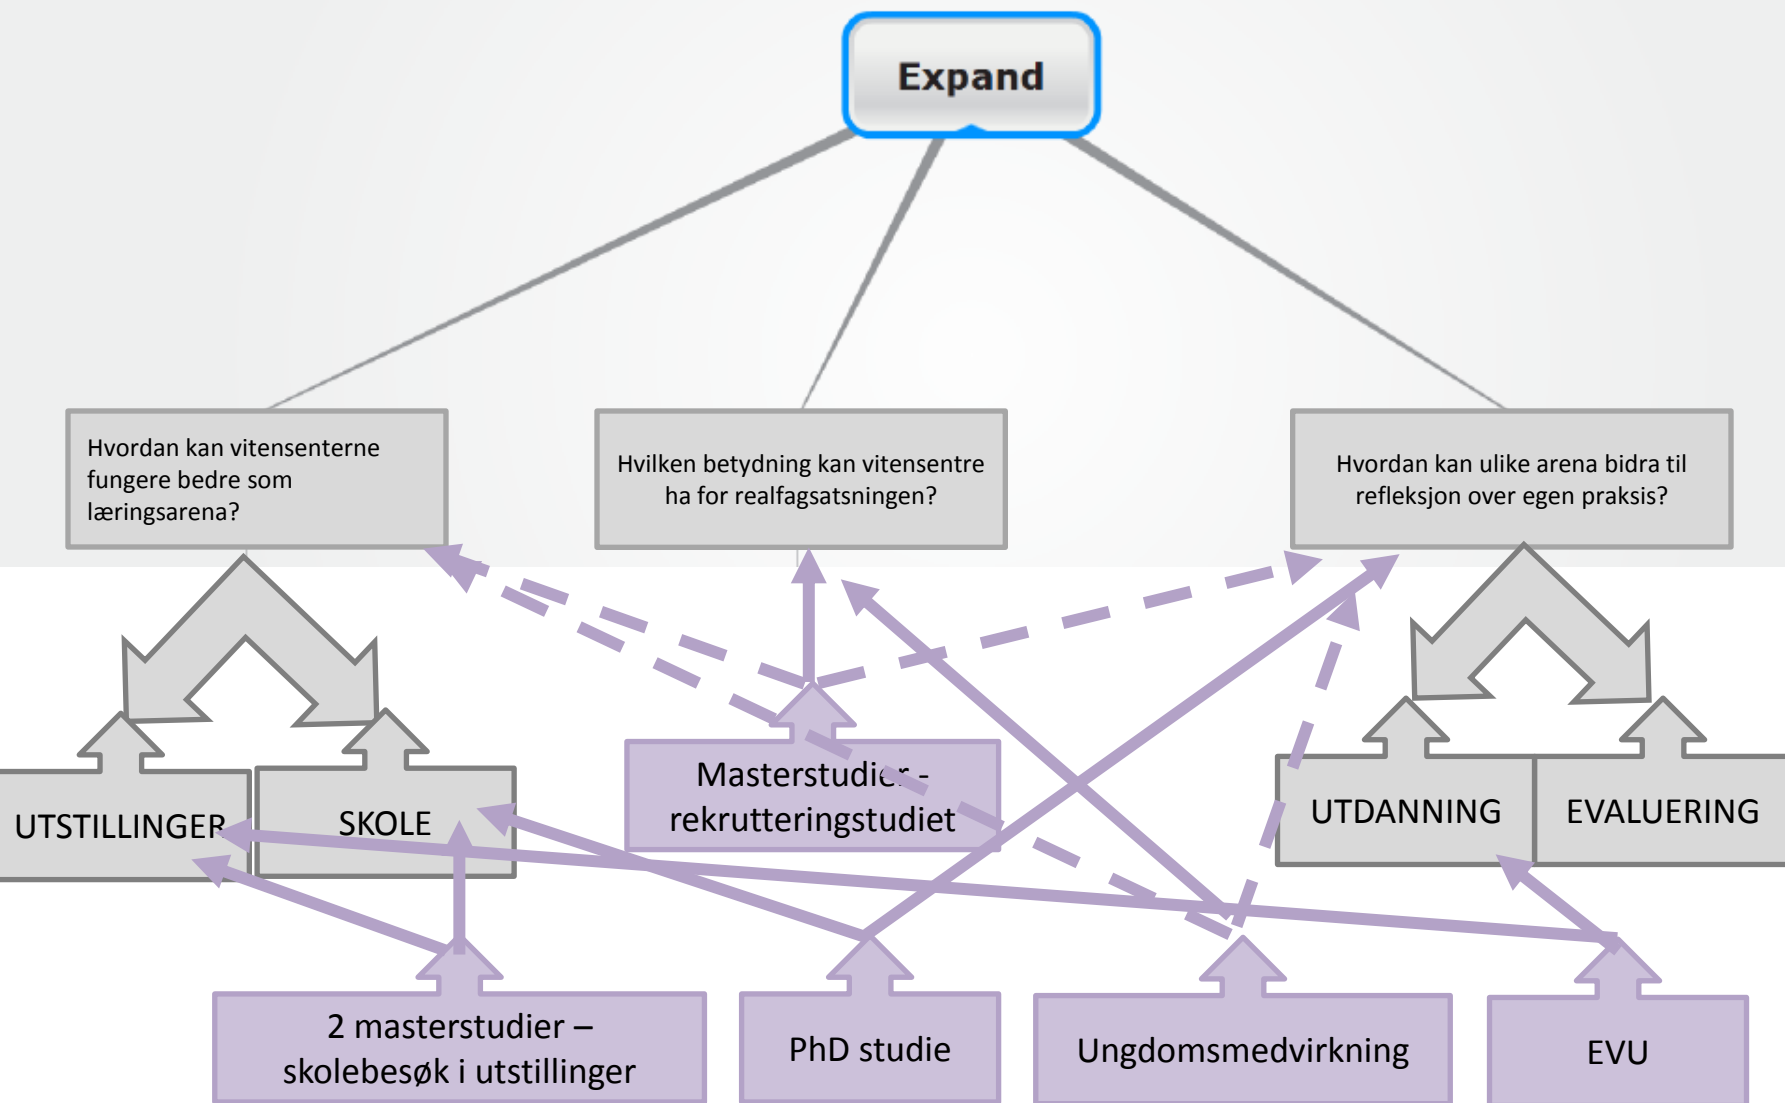 Expand
Hvordan kan vitensenterne
fungere bedre som
læringsarena?
Hvilken betydning kan vitensentre
ha for realfagsatsningen?
Hvordan kan ulike arena bidra til
refleksjon over egen praksis?
UTSTILLINGER
SKOLE
Masterstudier -
rekrutteringstudiet
UTDANNING
EVALUERING
2 masterstudier –
skolebesøk i utstillinger
PhD studie
Ungdomsmedvirkning
EVU